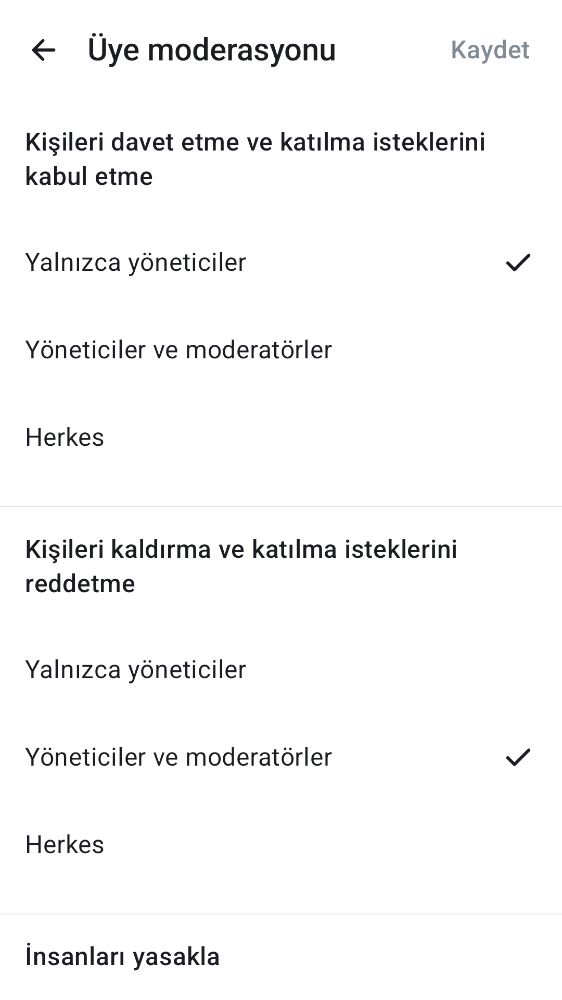 Üye moderasyonu
Kaydet
Kişileri davet etme ve katılma isteklerini
kabul etme
Yalnızca yöneticiler
Yöneticiler ve moderatörler
Herkes
Kişileri kaldırma ve katılma isteklerini
reddetme
Yalnızca yöneticiler
Yöneticiler ve moderatörler
Herkes
İnsanları yasakla